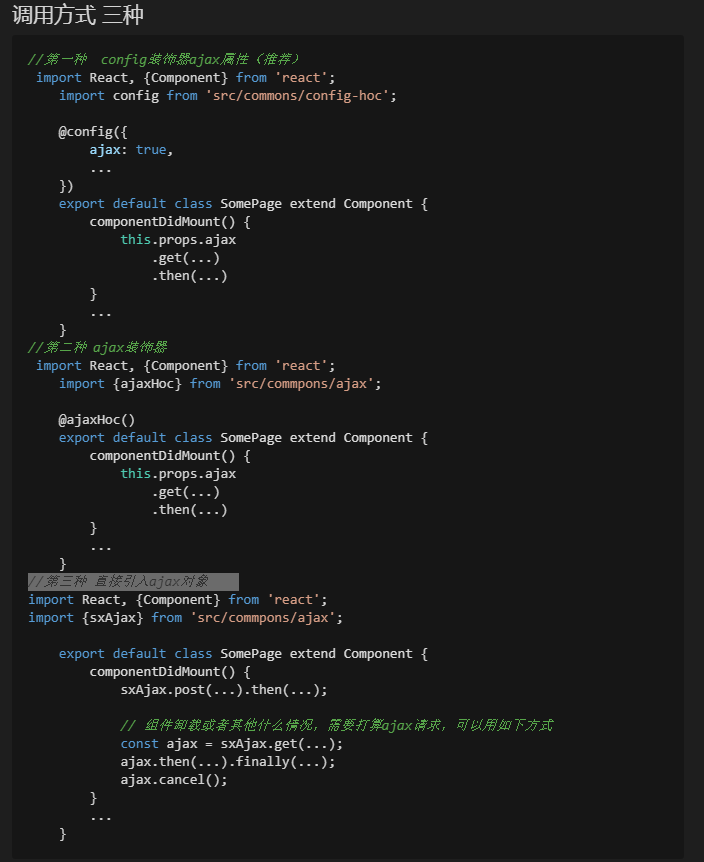 调用方式 三种
//第一种  config装饰器ajax属性（推荐）
 import React, {Component} from 'react';
    import config from 'src/commons/config-hoc';
    @config({
        ajax: true,
        ...
    })
    export default class SomePage extend Component {
        componentDidMount() {
            this.props.ajax
                .get(...)
                .then(...)
        }
        ...
    }
//第二种 ajax装饰器
 import React, {Component} from 'react';
    import {ajaxHoc} from 'src/commpons/ajax';
    @ajaxHoc()
    export default class SomePage extend Component {
        componentDidMount() {
            this.props.ajax
                .get(...)
                .then(...)
        }
        ...
    }
//第三种 直接引入ajax对象
import React, {Component} from 'react';
import {sxAjax} from 'src/commpons/ajax';
    export default class SomePage extend Component {
        componentDidMount() {
            sxAjax.post(...).then(...);
            // 组件卸载或者其他什么情况，需要打算ajax请求，可以用如下方式
            const ajax = sxAjax.get(...);
            ajax.then(...).finally(...);
            ajax.cancel();
        }
        ...
    }